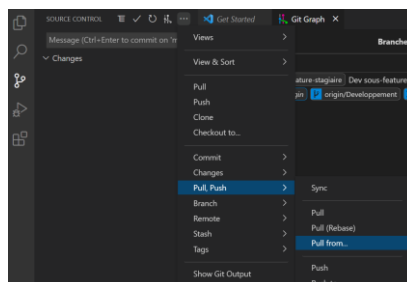 SOURCE CONTROL
Get Started
Git Graph
Message (Ctrl+Enter to commit on 'm
Changes
Views
View & Sort
Pull
Push
Clone
Checkout to...
Commit
Changes
Pull, Push
Branch
Remote
Stash
Tags
Show Git Output
Branche
ature-stagiaire Dev sous-feature
gin origin/Developpement
Sync
Pull
Pull (Rebase)
Pull from...
Push